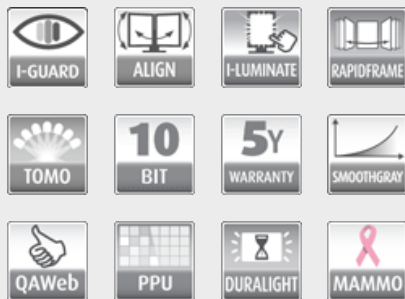 I-GUARD
ALIGN
I-LUMINATE
RAPIDFRAME
TOMO
10
BIT
5Y
WARRANTY
SMOOTHGRAY
QAWeb
PPU
DURALIGHT
MAMMO